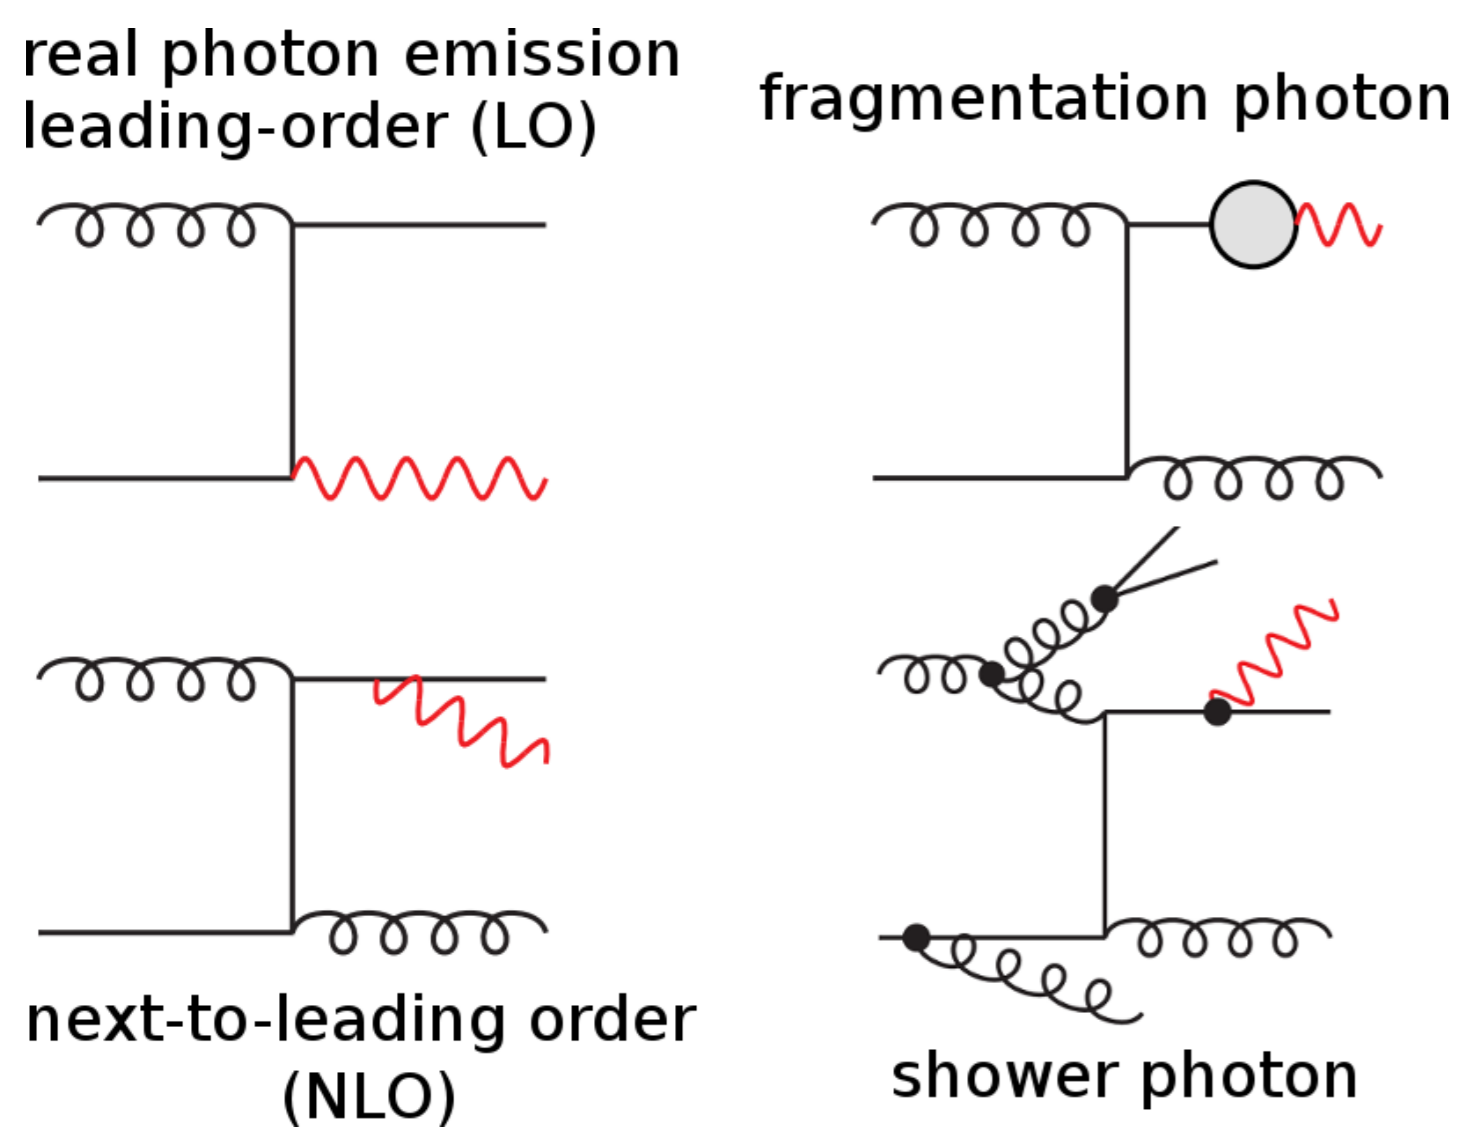 real photon emission
leading-order (LO)
fragmentation photon
next-to-leading order
(NLO)
shower photon